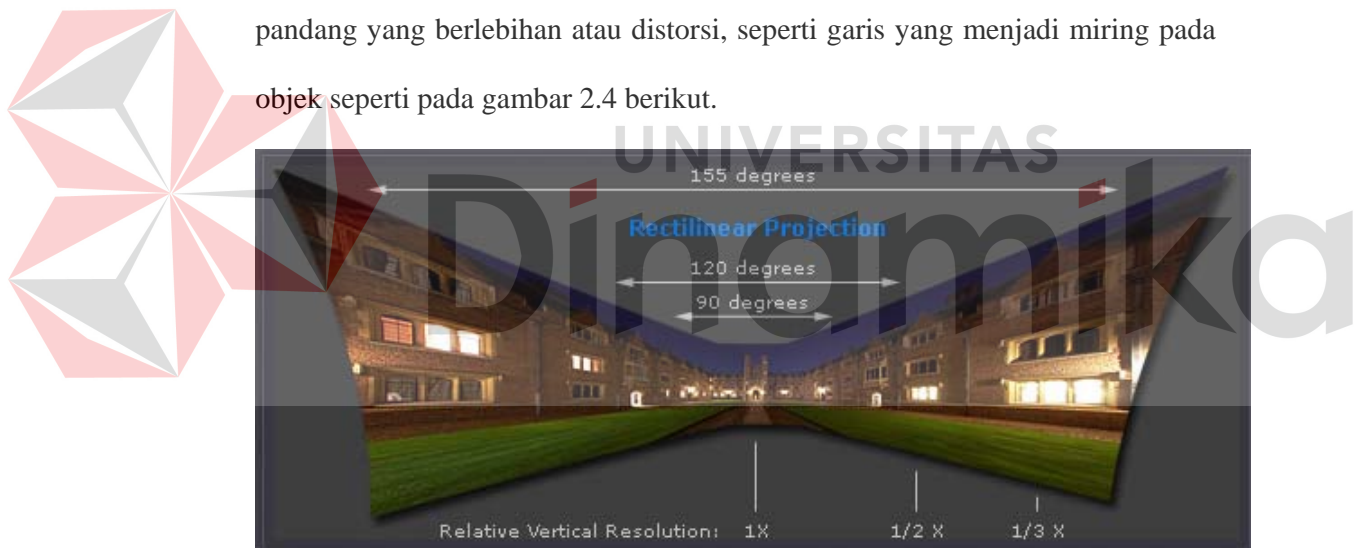 pandang yang berlebihan atau distorsi, seperti garis yang menjadi miring pada
objek seperti pada gambar 2.4 berikut.
UNIVERSITAS
Dinamika
155 degrees
Rectilinear Projection
120 degrees
90 degrees
Relative Vertical Resolution: 1X 1/2 X 1/3 X